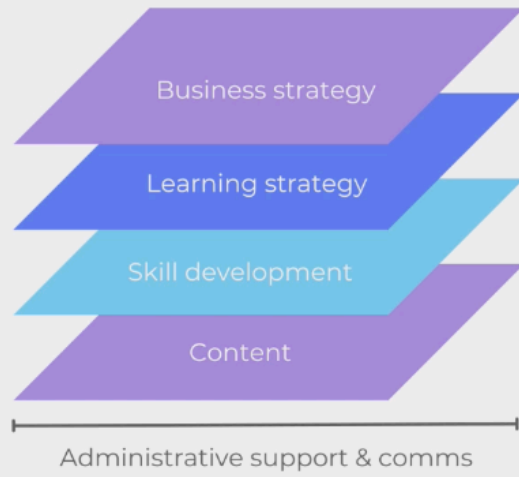 Business strategy
Learning strategy
Skill development
Content
Administrative support & comms